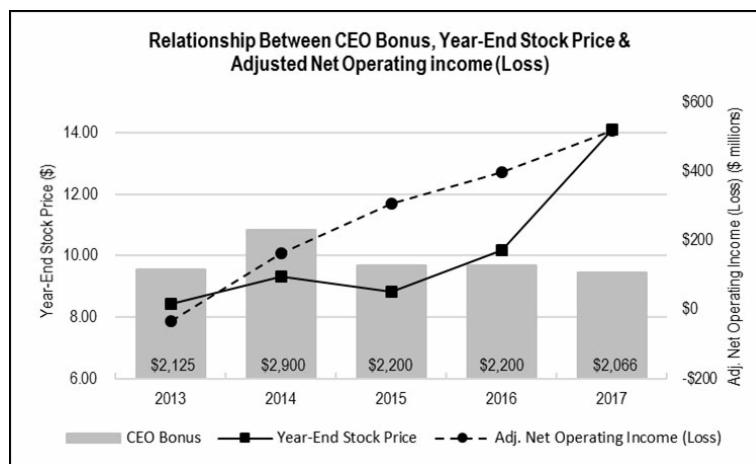 Relationship Between CEO Bonus, Year-End Stock Price &
Adjusted Net Operating income (Loss)
Year-End Stock Price ($)
14.00
12.00
10.00
8.00
6.00
$600
$400
$200
$0
-$200
Adj. Net Operating Income (Loss) ($ millions)
$2,125
$2,900
$2,200
$2,200
$2,066
2013
2014
2015
2016
2017
CEO Bonus
Year-End Stock Price
Adj. Net Operating Income (Loss)